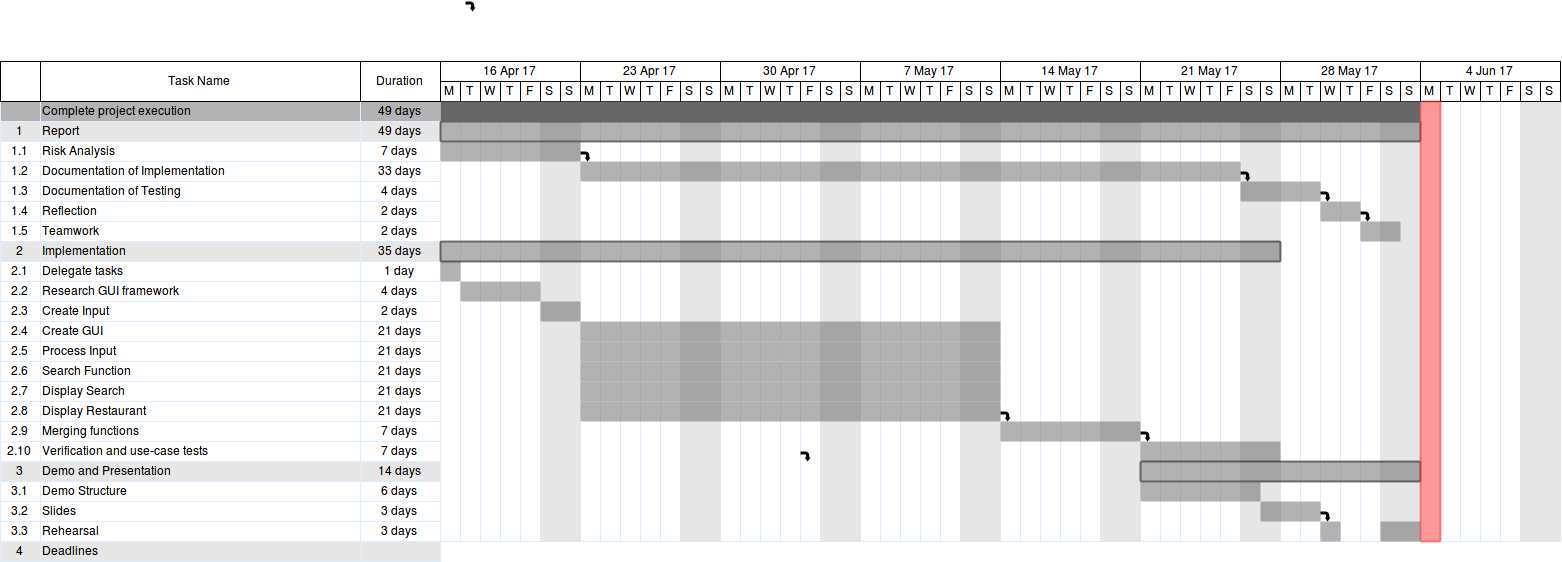 16 Apr 17 23 Apr 17 30 Apr 17 7 May 17 14 May 17 21 May 17 28 May 17 4 Jun 17
Task Name Duration
M T W T F S S M T W T F S S M T W T F S S M T W T F S S M T W T F S S M T W T F S S M T W T F S S M T W T F S S
Complete project execution 49 days
1 Report 49 days
1.1 Risk Analysis 7 days
1.2 Documentation of Implementation 33 days
1.3 Documentation of Testing 4 days
1.4 Reflection 2 days
1.5 Teamwork 2 days
2 Implementation 35 days
2.1 Delegate tasks 1 day
2.2 Research GUI framework 4 days
2.3 Create Input 2 days
2.4 Create GUI 21 days
2.5 Process Input 21 days
2.6 Search Function 21 days
2.7 Display Search 21 days
2.8 Display Restaurant 21 days
2.9 Merging functions 7 days
2.10 Verification and use-case tests 7 days
3 Demo and Presentation 14 days
3.1 Demo Structure 6 days
3.2 Slides 3 days
3.3 Rehearsal 3 days
4 Deadlines